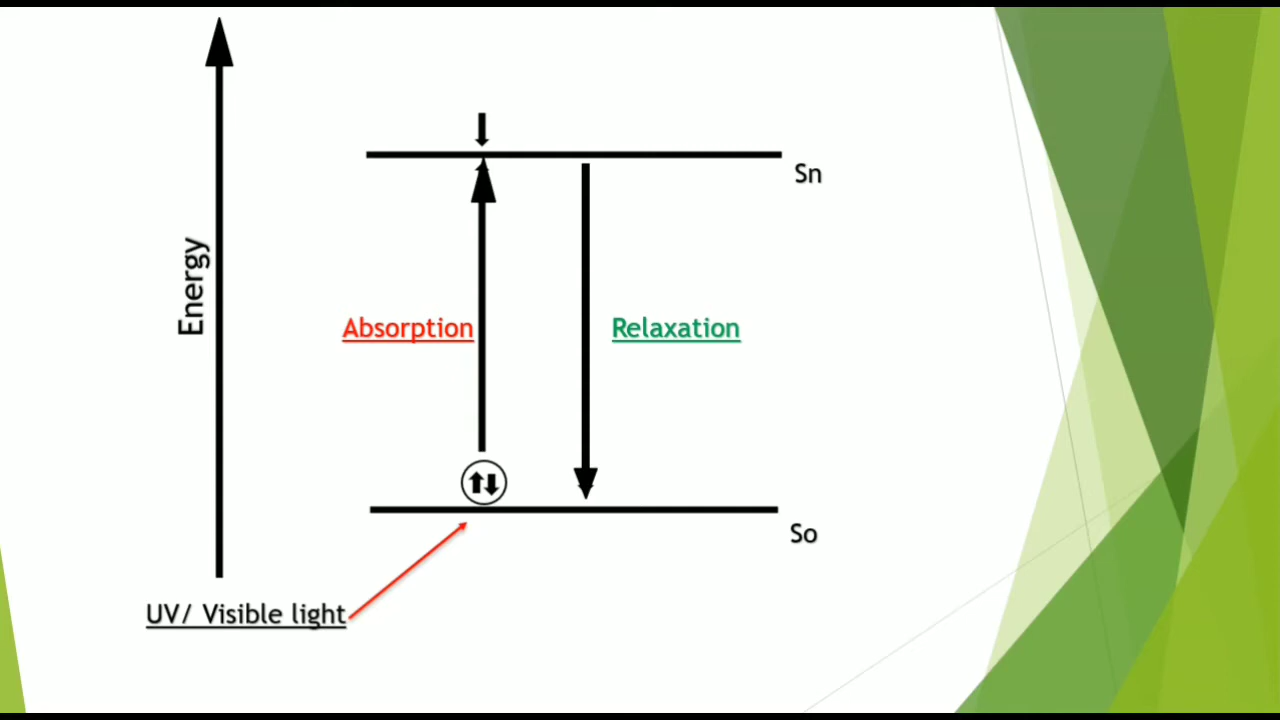 Sn
Energy
Absorption
Relaxation
So
UV/ Visible light